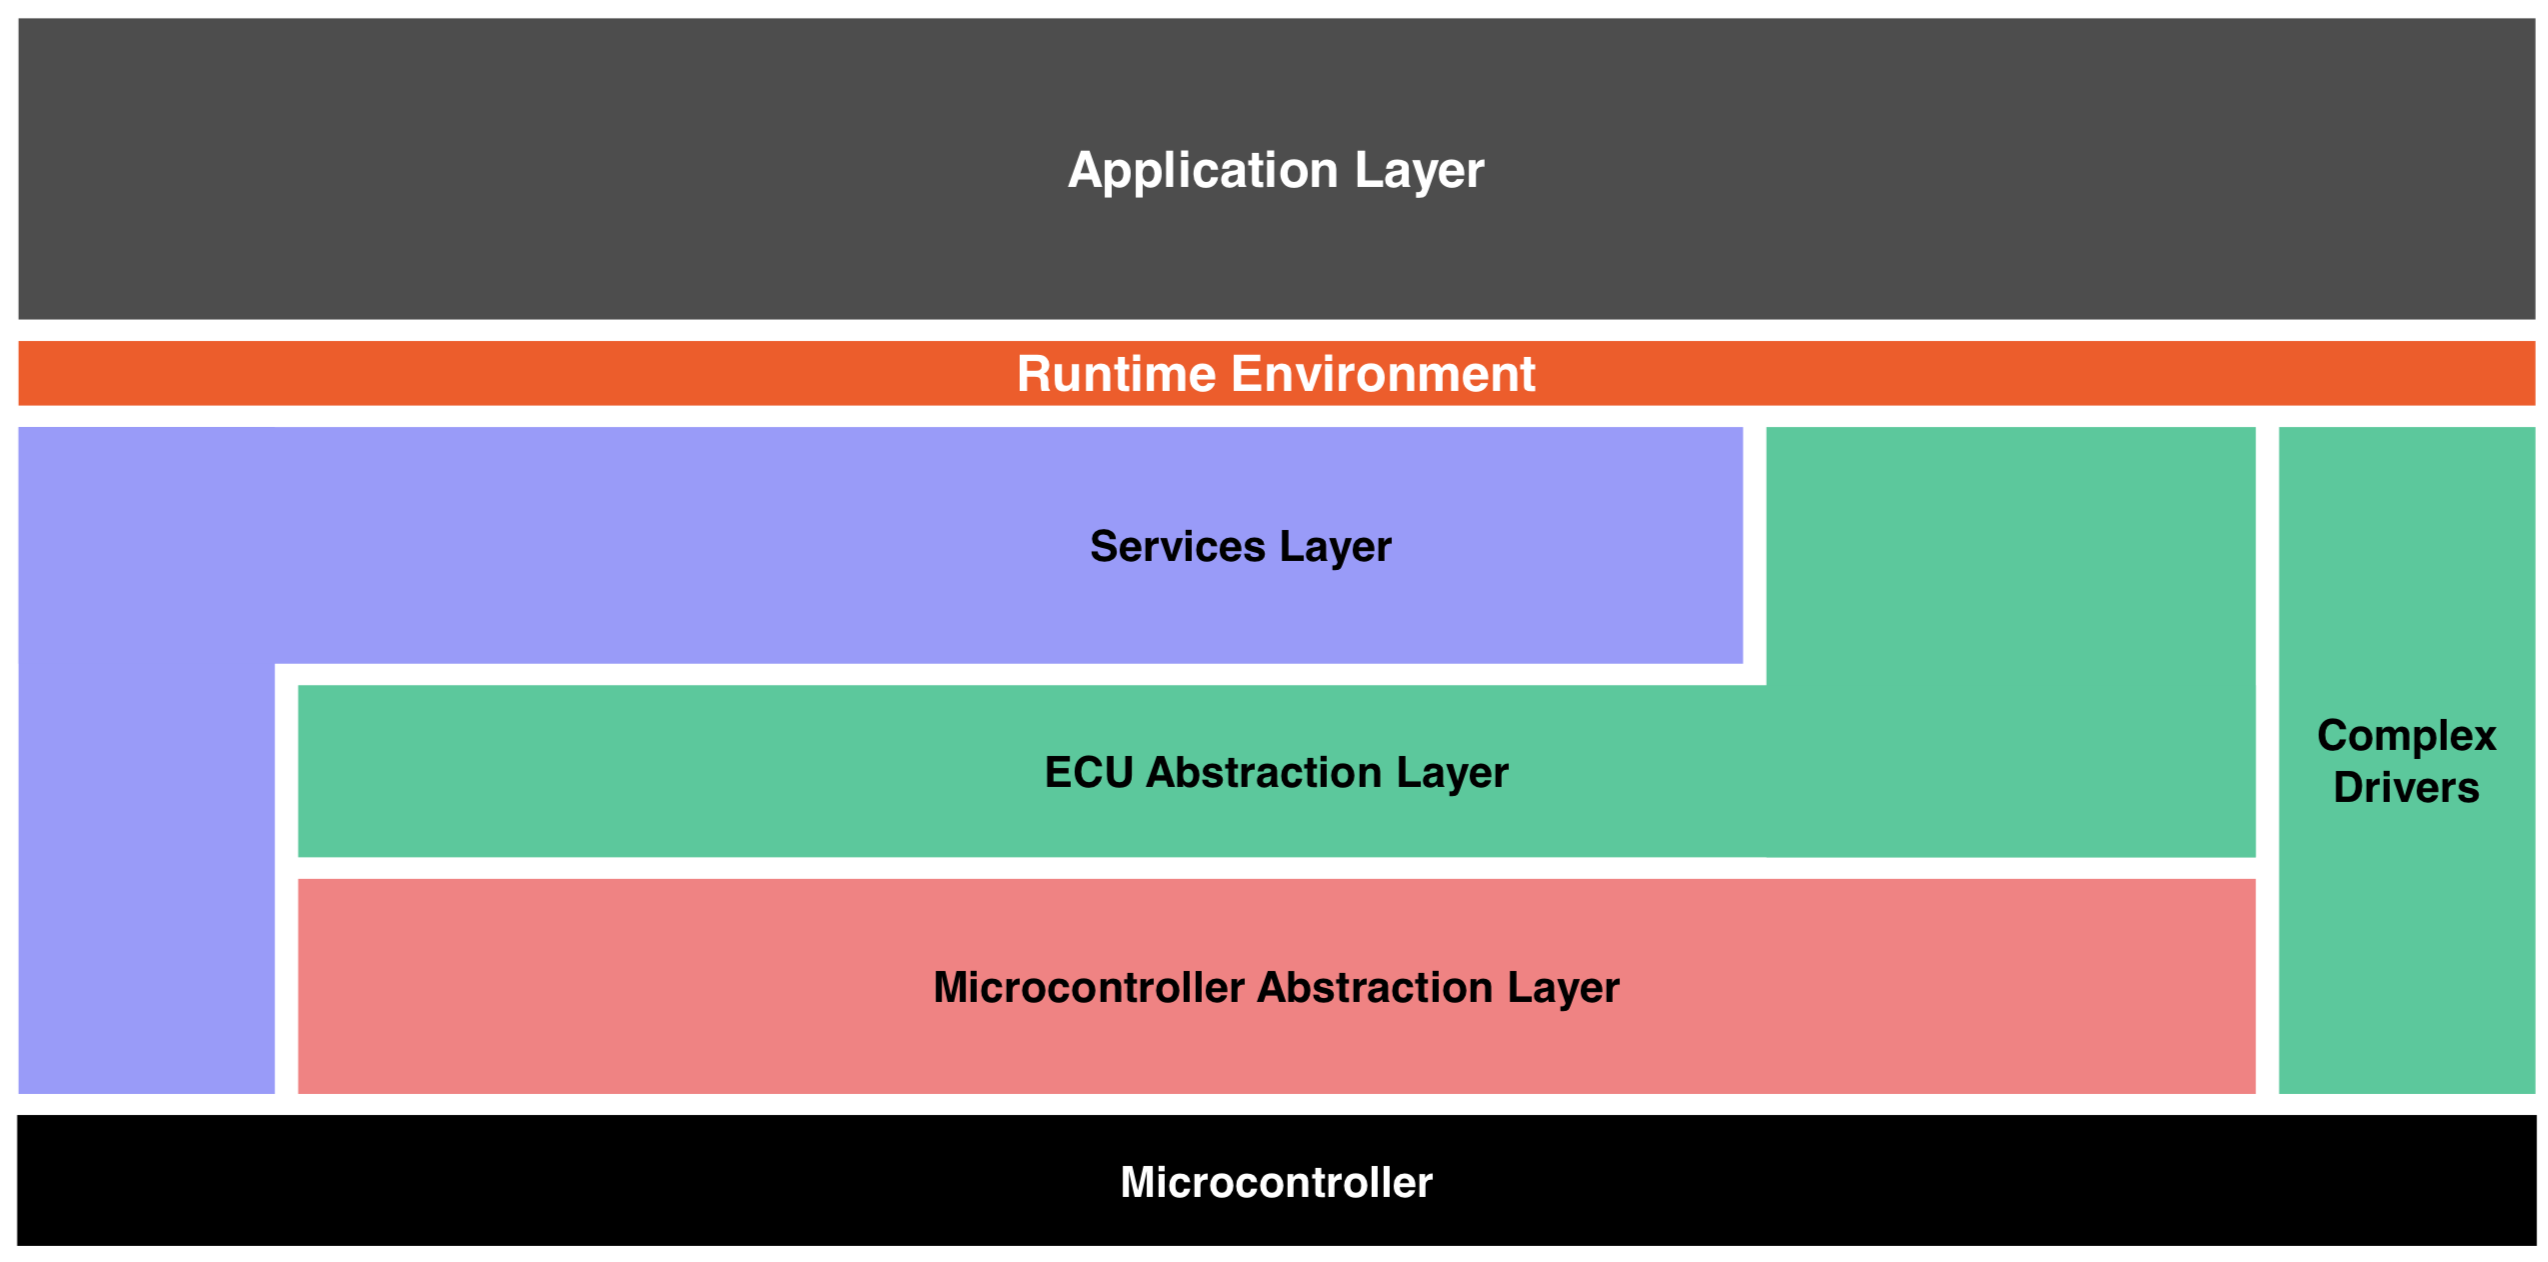 Application Layer
Runtime Environment
Services Layer
ECU Abstraction Layer
Complex
Drivers
Microcontroller Abstraction Layer
Microcontroller